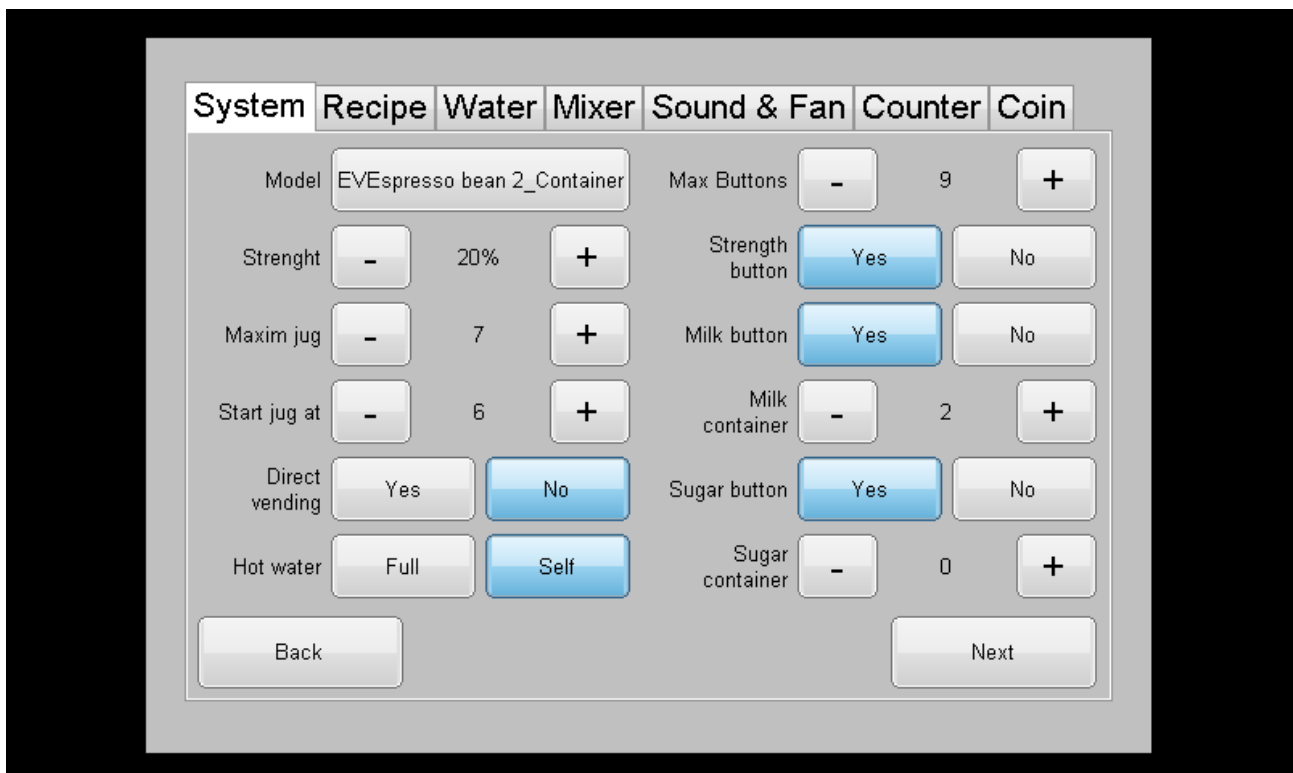 System Recipe Water Mixer Sound & Fan Counter Coin
Model EVEspresso bean 2_Container Max Buttons - 9 +
Strenght - 20% + Strength
button Yes No
Maxim jug - 7 + Milk button Yes No
Start jug at - 6 + Milk
container - 2 +
Direct
vending Yes No Sugar button Yes No
Hot water Full Self Sugar
container - 0 +
Back Next